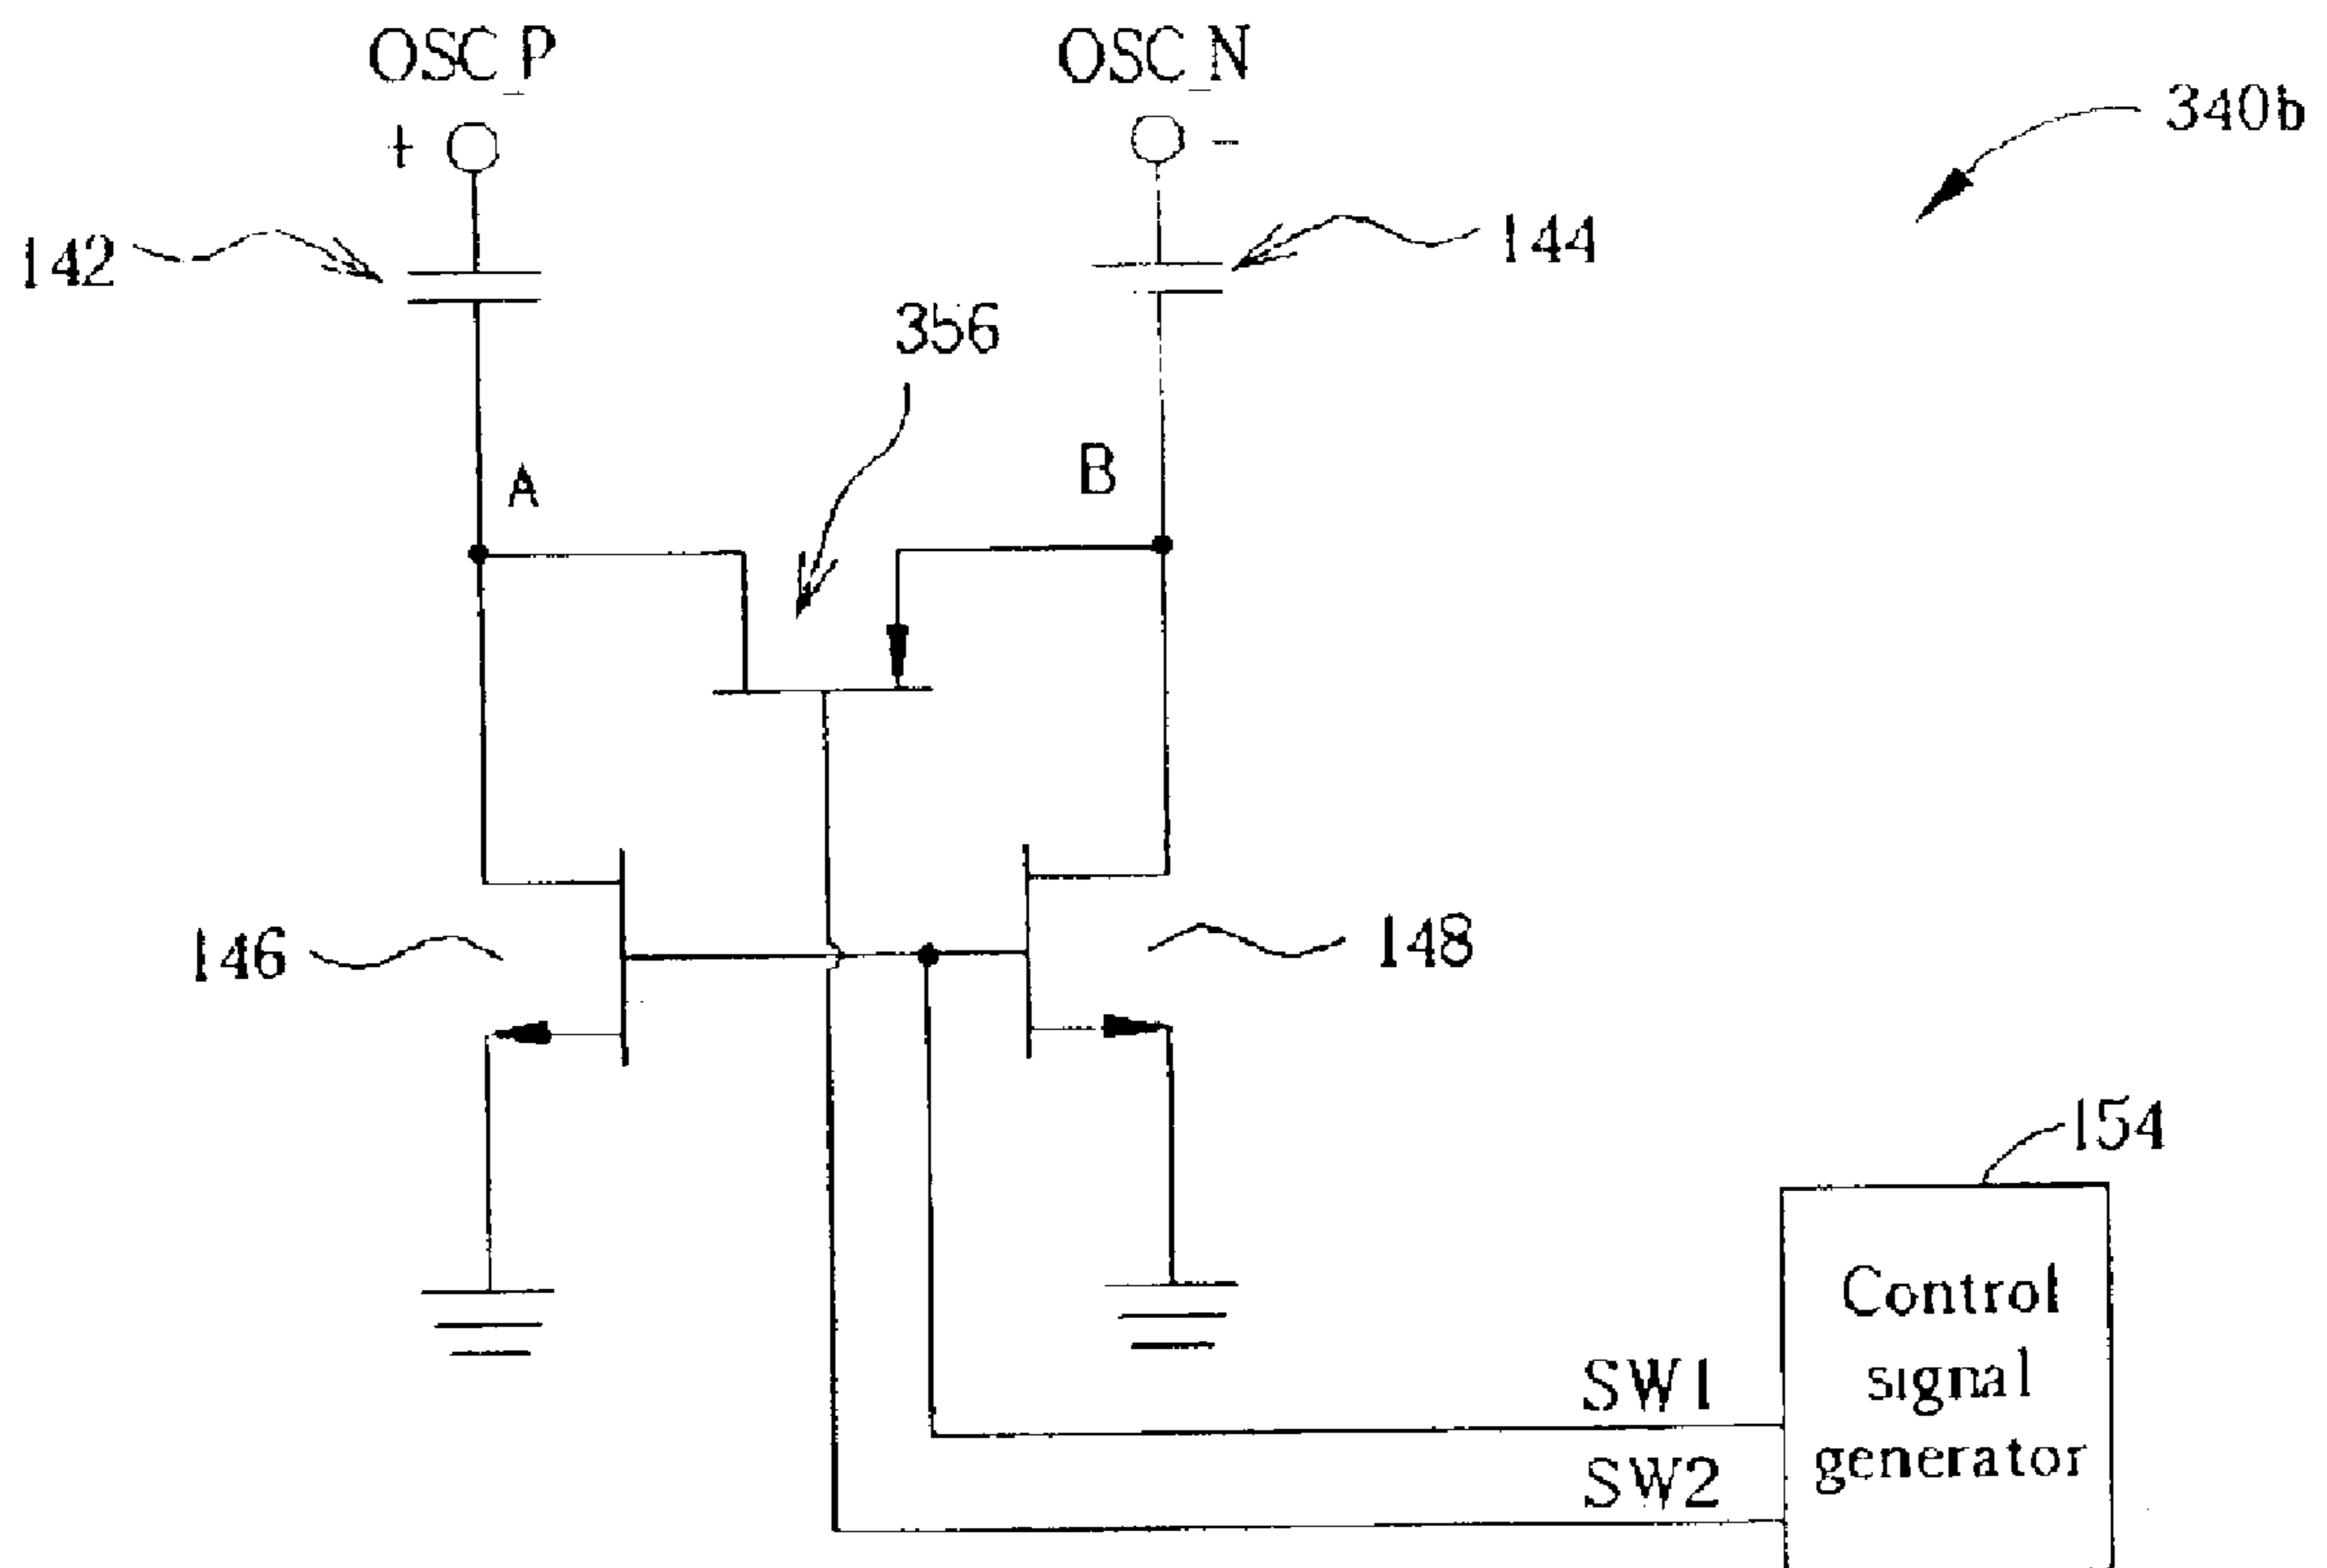 OSC_P
OSC_N
340b
+
-
142
144
356
A
B
146
148
154
Control
signal
generator
SW1
SW2